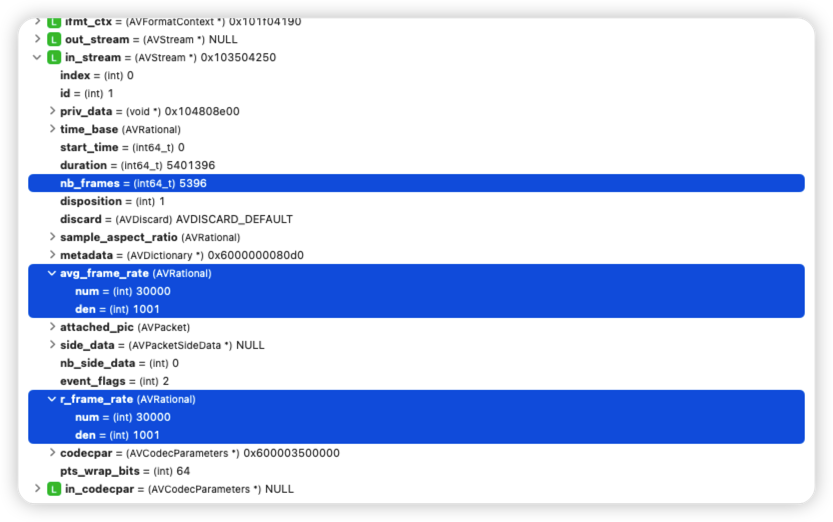 L ifmt_ctx = (AVFormatContext *) 0x101f04190
L out_stream = (AVStream *) NULL
L in_stream = (AVStream *) 0x103504250
index = (int) 0
id = (int) 1
priv_data = (void *) 0x104808e00
time_base (AVRational)
start_time = (int64_t) 0
duration = (int64_t) 5401396
nb_frames = (int64_t) 5396
disposition = (int) 1
discard = (AVDiscard) AVDISCARD_DEFAULT
sample_aspect_ratio (AVRational)
metadata = (AVDictionary *) 0x6000000080d0
avg_frame_rate (AVRational)
num = (int) 30000
den = (int) 1001
attached_pic (AVPacket)
side_data = (AVPacketSideData *) NULL
nb_side_data = (int) 0
event_flags = (int) 2
r_frame_rate (AVRational)
num = (int) 30000
den = (int) 1001
codecpar = (AVCodecParameters *) 0x600003500000
pts_wrap_bits = (int) 64
L in_codecpar = (AVCodecParameters *) NULL